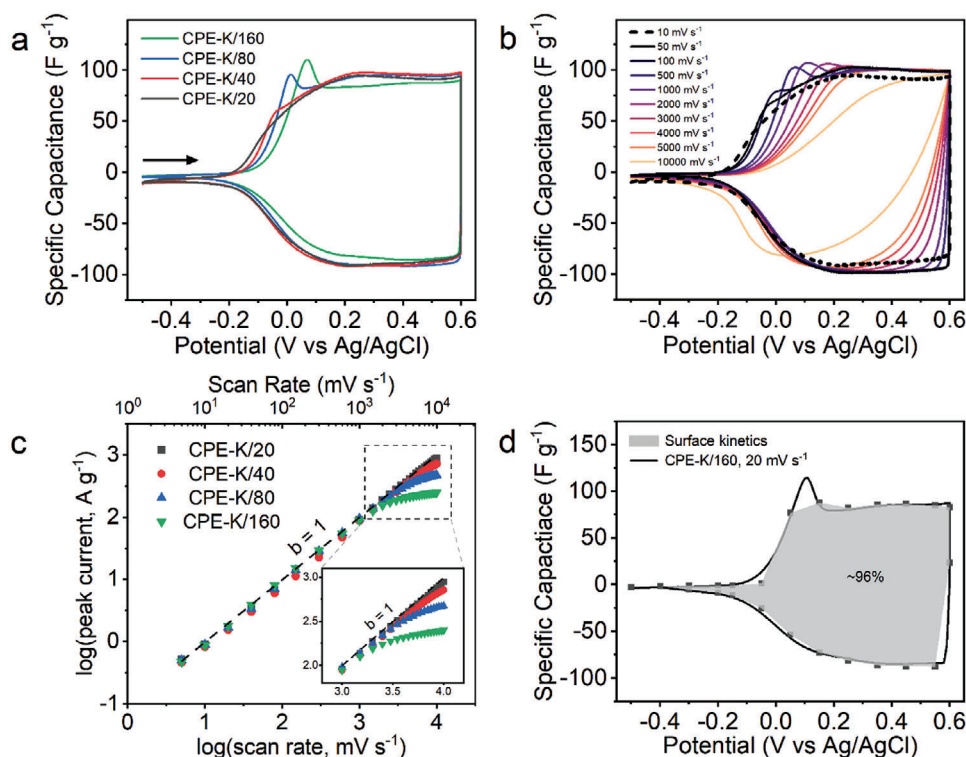 a
Specific Capacitance (F g⁻¹)
100
50
0
-50
-100
CPE-K/160
CPE-K/80
CPE-K/40
CPE-K/20
-0.4 -0.2 0.0 0.2 0.4 0.6
Potential (V vs Ag/AgCl)
b
Specific Capacitance (F g⁻¹)
100
50
0
-50
-100
10 mV s⁻¹
50 mV s⁻¹
100 mV s⁻¹
500 mV s⁻¹
1000 mV s⁻¹
2000 mV s⁻¹
3000 mV s⁻¹
4000 mV s⁻¹
5000 mV s⁻¹
10000 mV s⁻¹
-0.4 -0.2 0.0 0.2 0.4 0.6
Potential (V vs Ag/AgCl)
c
Scan Rate (mV s⁻¹)
10⁰ 10¹ 10² 10³ 10⁴
log(peak current, A g⁻¹)
3
2
1
0
-1
CPE-K/20
CPE-K/40
CPE-K/80
CPE-K/160
b = 1
3.0
2.5
2.0
b = 1
3.0 3.5 4.0
0 1 2 3 4
log(scan rate, mV s⁻¹)
d
Specific Capactiace (F g⁻¹)
150
100
50
0
-50
-100
Surface kinetics
CPE-K/160, 20 mV s⁻¹
~96%
-0.4 -0.2 0.0 0.2 0.4 0.6
Potential (V vs Ag/AgCl)